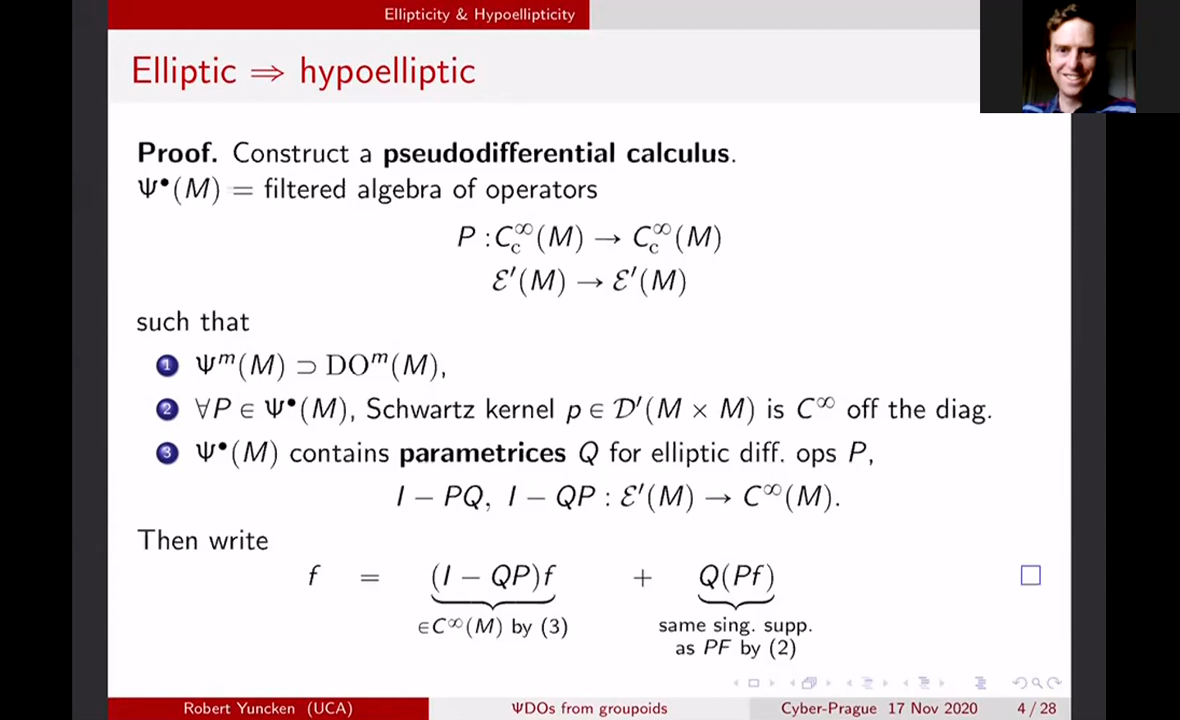 Ellipticity & Hypoellipticity
Elliptic ⇒ hypoelliptic
Proof. Construct a pseudodifferential calculus.
Ψ•(M) = filtered algebra of operators
P : C_c^∞(M) → C_c^∞(M)
ℰ′(M) → ℰ′(M)
such that
1 Ψ^m(M) ⊃ DO^m(M),
2 ∀P ∈ Ψ•(M), Schwartz kernel p ∈ 𝒟′(M × M) is C^∞ off the diag.
3 Ψ•(M) contains parametrices Q for elliptic diff. ops P,
I − PQ, I − QP : ℰ′(M) → C^∞(M).
Then write
f = (I − QP)f + Q(Pf) □
∈C^∞(M) by (3) same sing. supp.
as PF by (2)
Robert Yuncken (UCA) ΨDOs from groupoids Cyber-Prague 17 Nov 2020 4 / 28